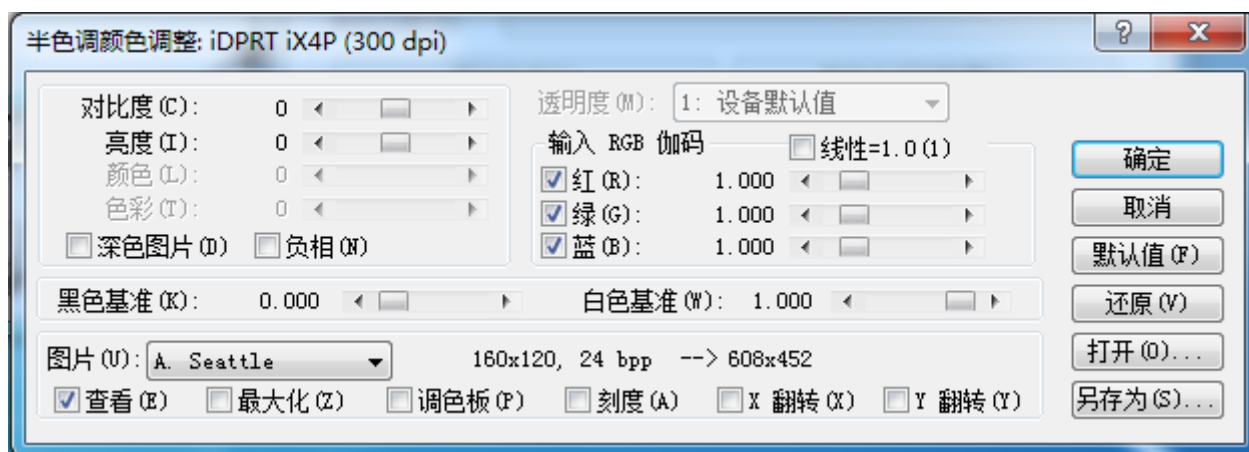 半色调颜色调整: iDPRT iX4P (300 dpi)
对比度(C): 0
亮度(I): 0
颜色(L): 0
色彩(T): 0
深色图片(D) 负相(N)
透明度(M): 1: 设备默认值
输入 RGB 伽码 线性=1.0(1)
红(R): 1.000
绿(G): 1.000
蓝(B): 1.000
黑色基准(K): 0.000 白色基准(W): 1.000
图片(U): A. Seattle 160x120, 24 bpp --> 608x452
查看(E) 最大化(Z) 调色板(P) 刻度(A) X 翻转(X) Y 翻转(Y)
确定
取消
默认值(F)
还原(V)
打开(O)...
另存为(S)...